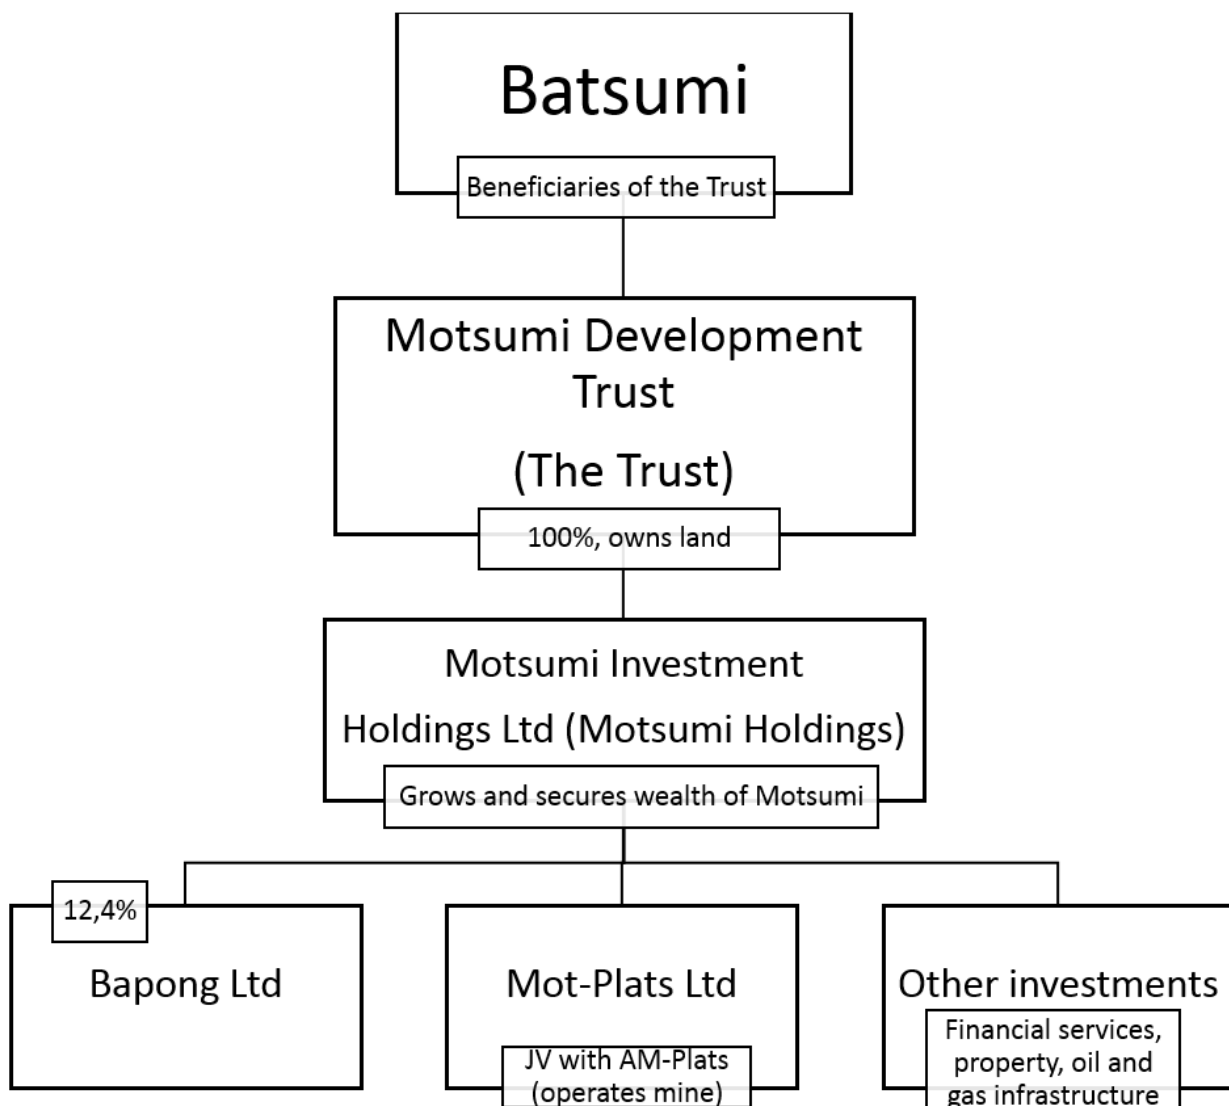 Batsumi
Beneficiaries of the Trust
Motsumi Development
Trust
(The Trust)
100%, owns land
Motsumi Investment
Holdings Ltd (Motsumi Holdings)
Grows and secures wealth of Motsumi
12,4%
Bapong Ltd
Mot-Plats Ltd
JV with AM-Plats
(operates mine)
Other investments
Financial services,
property, oil and
gas infrastructure